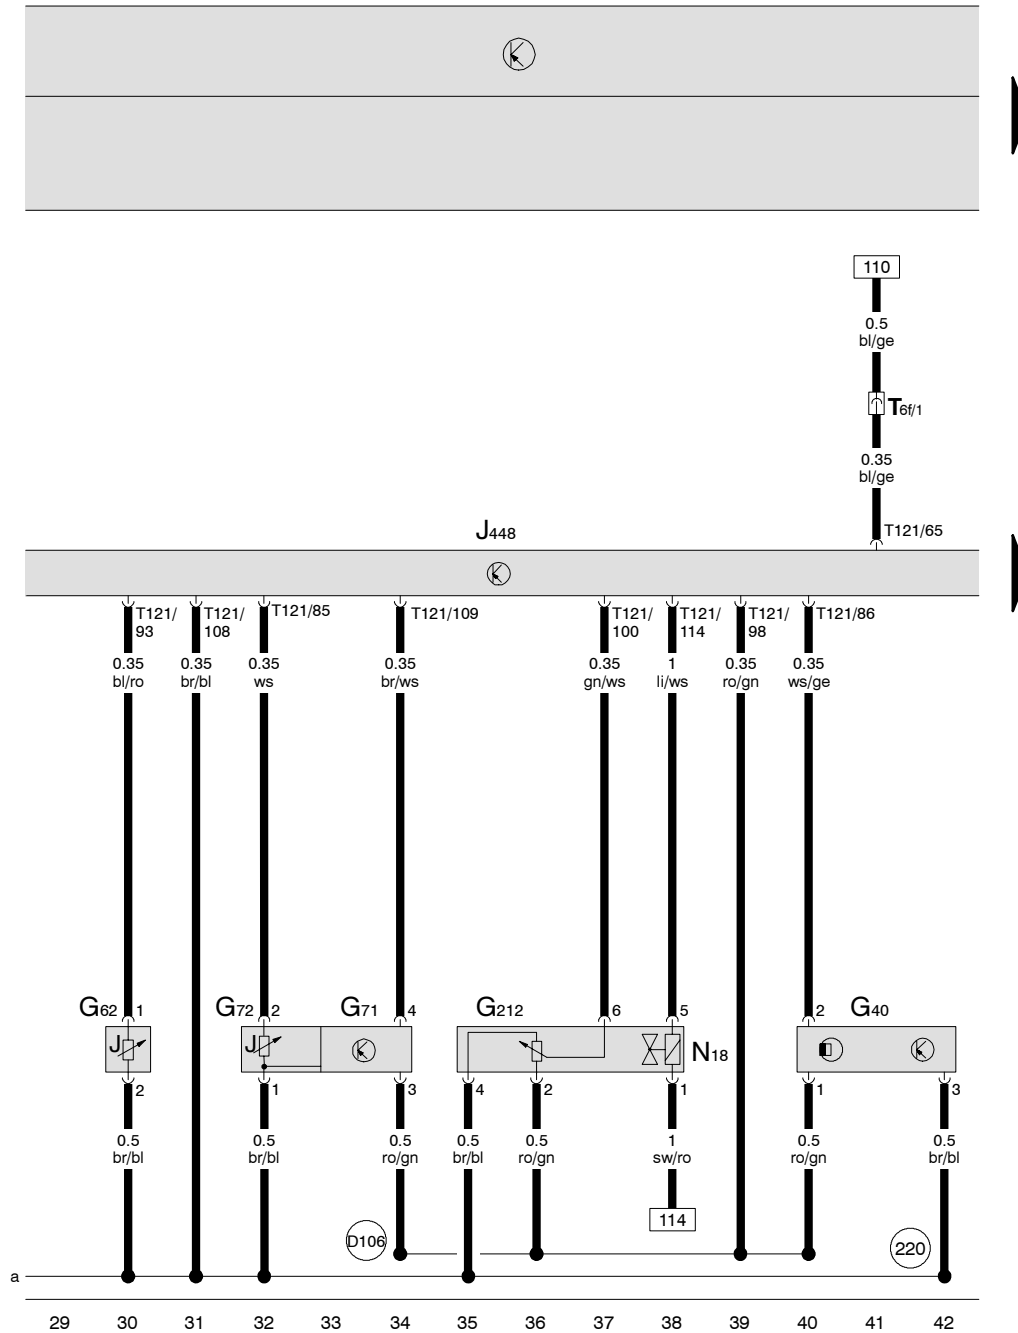 110
0.5
bl/ge
T6f/1
0.35
bl/ge
J448
T121/65
T121/
93
T121/
108
T121/85
T121/109
T121/
100
T121/
114
T121/
98
T121/86
0.35
bl/ro
0.35
br/bl
0.35
ws
0.35
br/ws
0.35
gn/ws
1
li/ws
0.35
ro/gn
0.35
ws/ge
G62 1
G72 2
G71 4
G212 6
5
2 G40
J
J
N18
2
1
3
4
2
1
1
3
0.5
br/bl
0.5
br/bl
0.5
ro/gn
0.5
br/bl
0.5
ro/gn
1
sw/ro
0.5
ro/gn
0.5
br/bl
114
D106
220
a
29 30 31 32 33 34 35 36 37 38 39 40 41 42